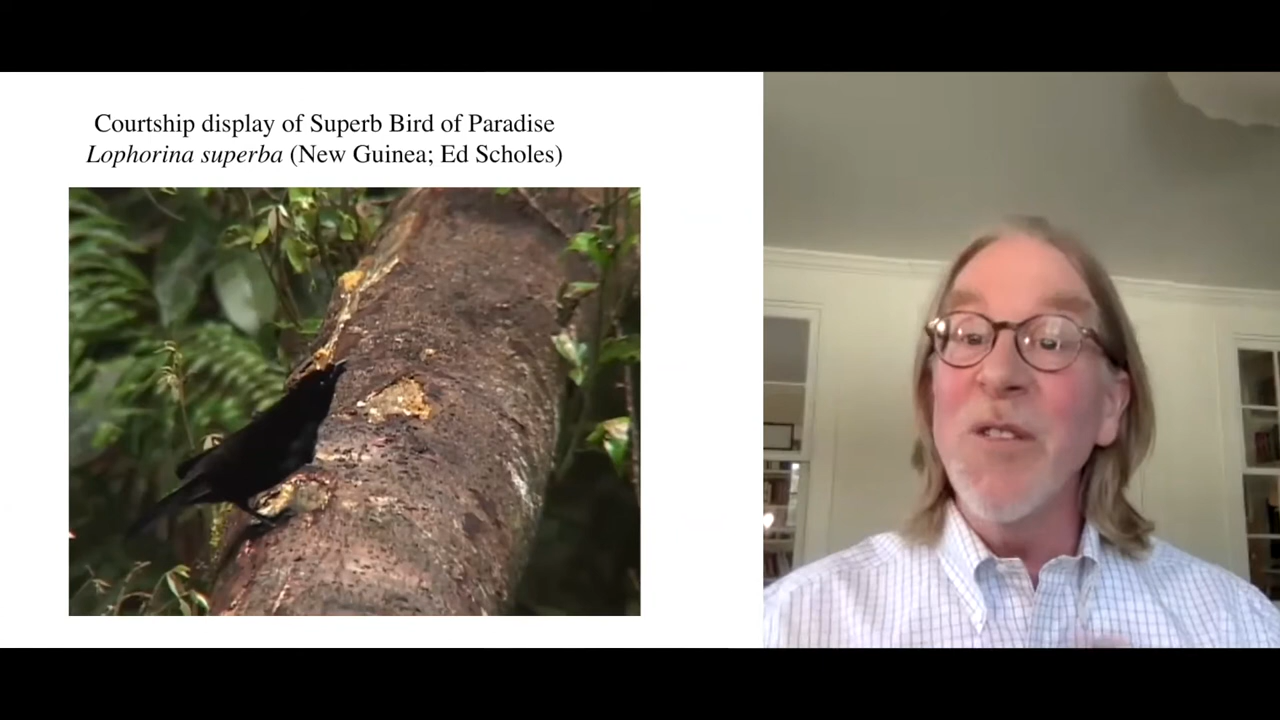 Courtship display of Superb Bird of Paradise
Lophorina superba (New Guinea; Ed Scholes)